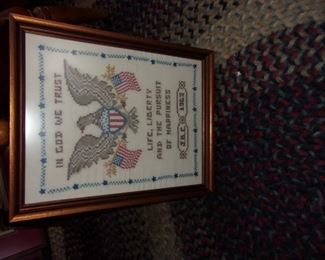 IN GOD WE TRUST
LIFE, LIBERTY
AND THE PURSUIT
OF HAPPINESS